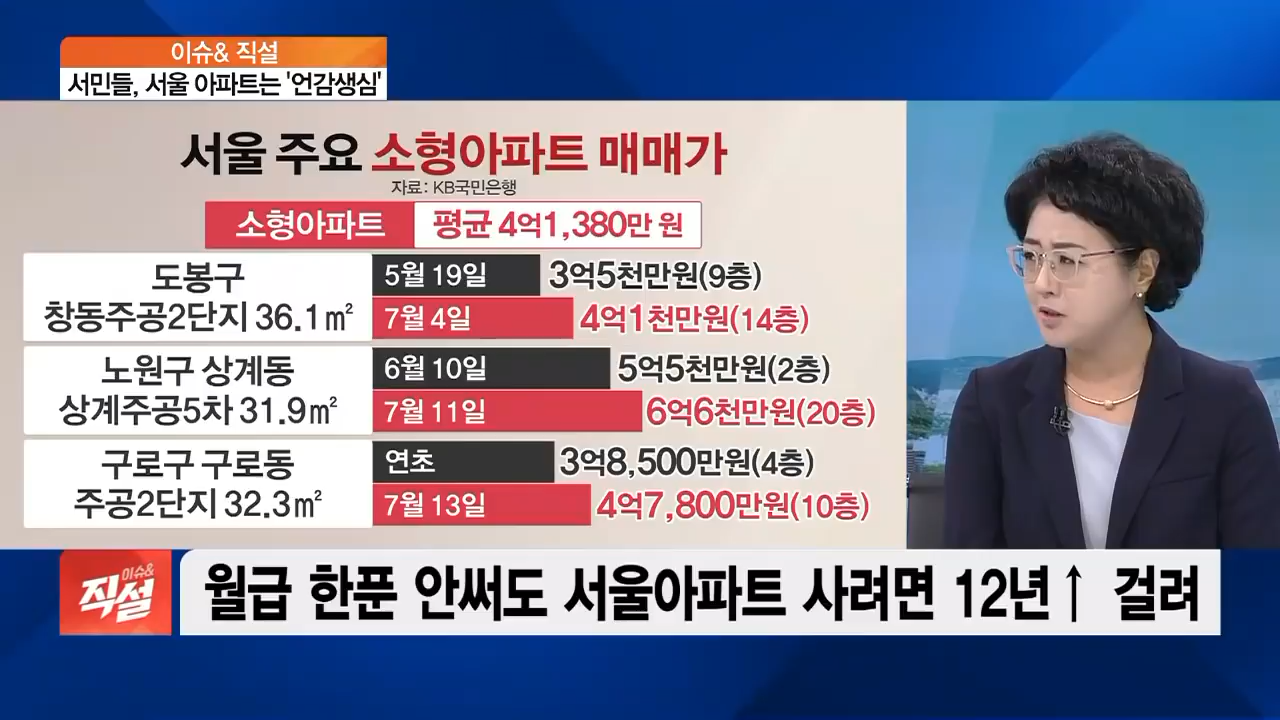 이슈& 직설
서민들, 서울 아파트는 '언감생심'
서울 주요 소형아파트 매매가
자료 : KB국민은행
소형아파트 평균 4억1,380만 원
도봉구
창동주공2단지 36.1㎡
5월 19일 3억5천만원(9층)
7월 4일 4억1천만원(14층)
노원구 상계동
상계주공5차 31.9㎡
6월 10일 5억5천만원(2층)
7월 11일 6억6천만원(20층)
구로구 구로동
주공2단지 32.3㎡
연초 3억8,500만원(4층)
7월 13일 4억7,800만원(10층)
이슈&
직설
월급 한푼 안써도 서울아파트 사려면 12년↑ 걸려